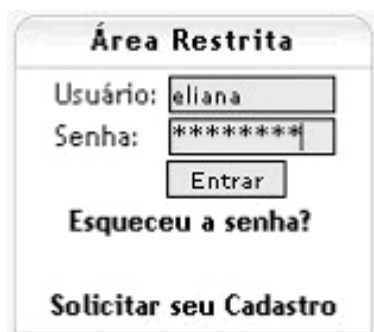 Área Restrita
Usuário: eliana
Senha: ********
Entrar
Esqueceu a senha?
Solicitar seu Cadastro